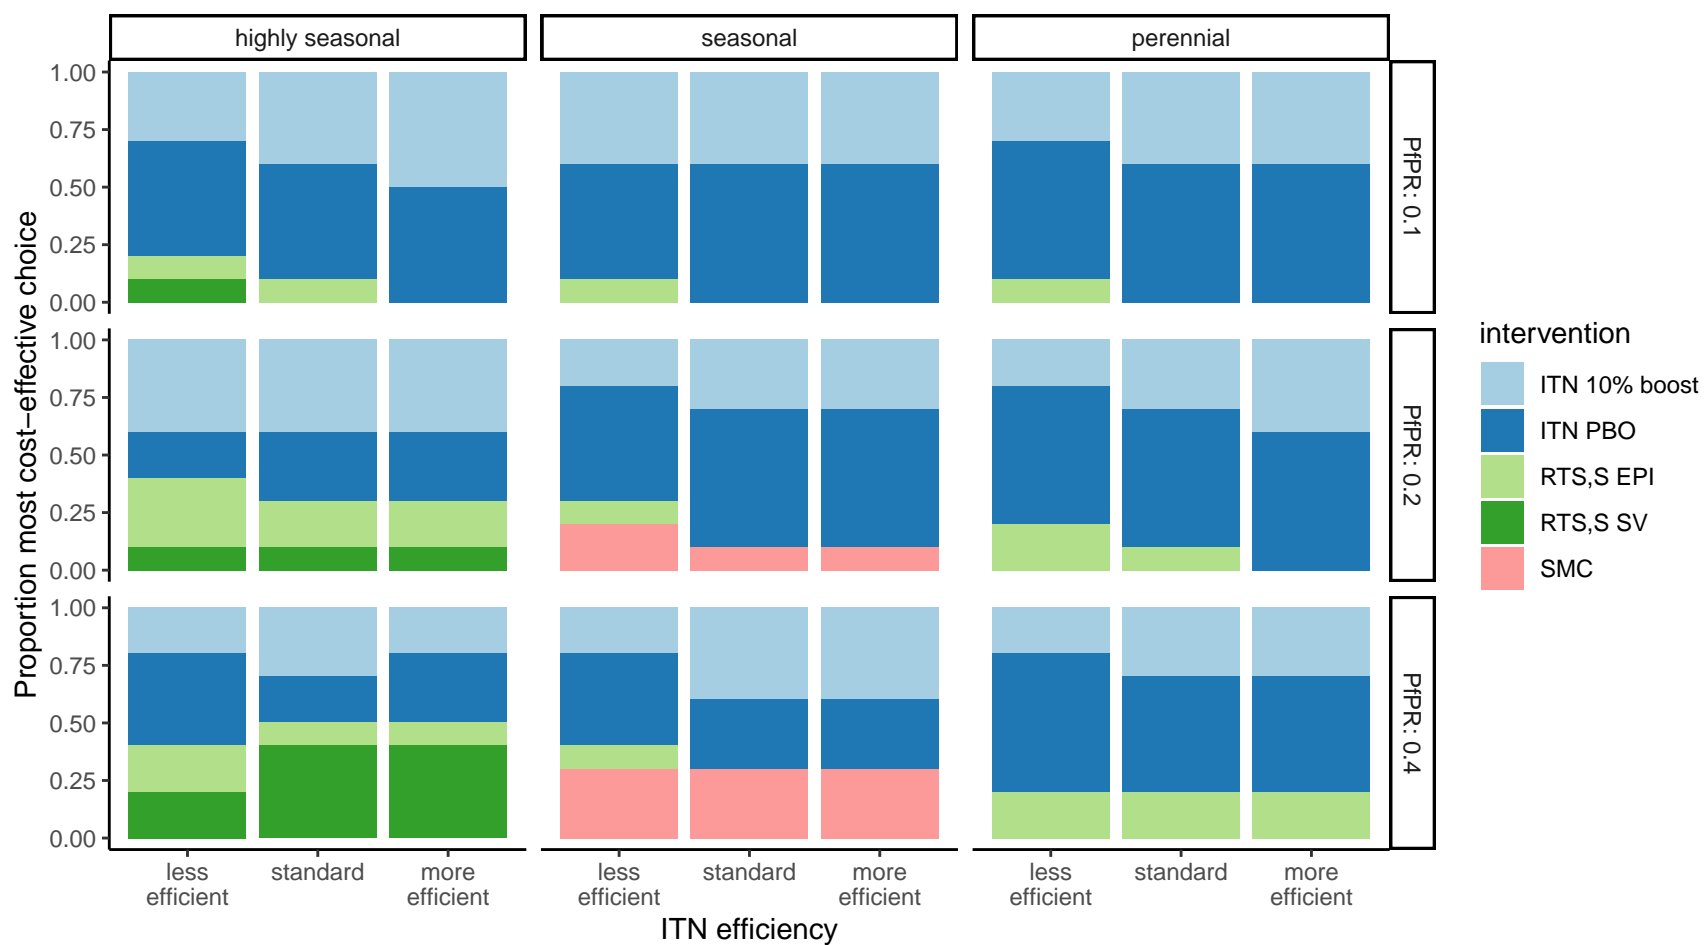 highly seasonal
seasonal
perennial
Proportion most cost−effective choice
1.00
0.75
0.50
0.25
0.00
PfPR: 0.1
1.00
0.75
0.50
0.25
0.00
PfPR: 0.2
1.00
0.75
0.50
0.25
0.00
PfPR: 0.4
less
efficient
standard
more
efficient
less
efficient
standard
more
efficient
less
efficient
standard
more
efficient
ITN efficiency
intervention
ITN 10% boost
ITN PBO
RTS,S EPI
RTS,S SV
SMC